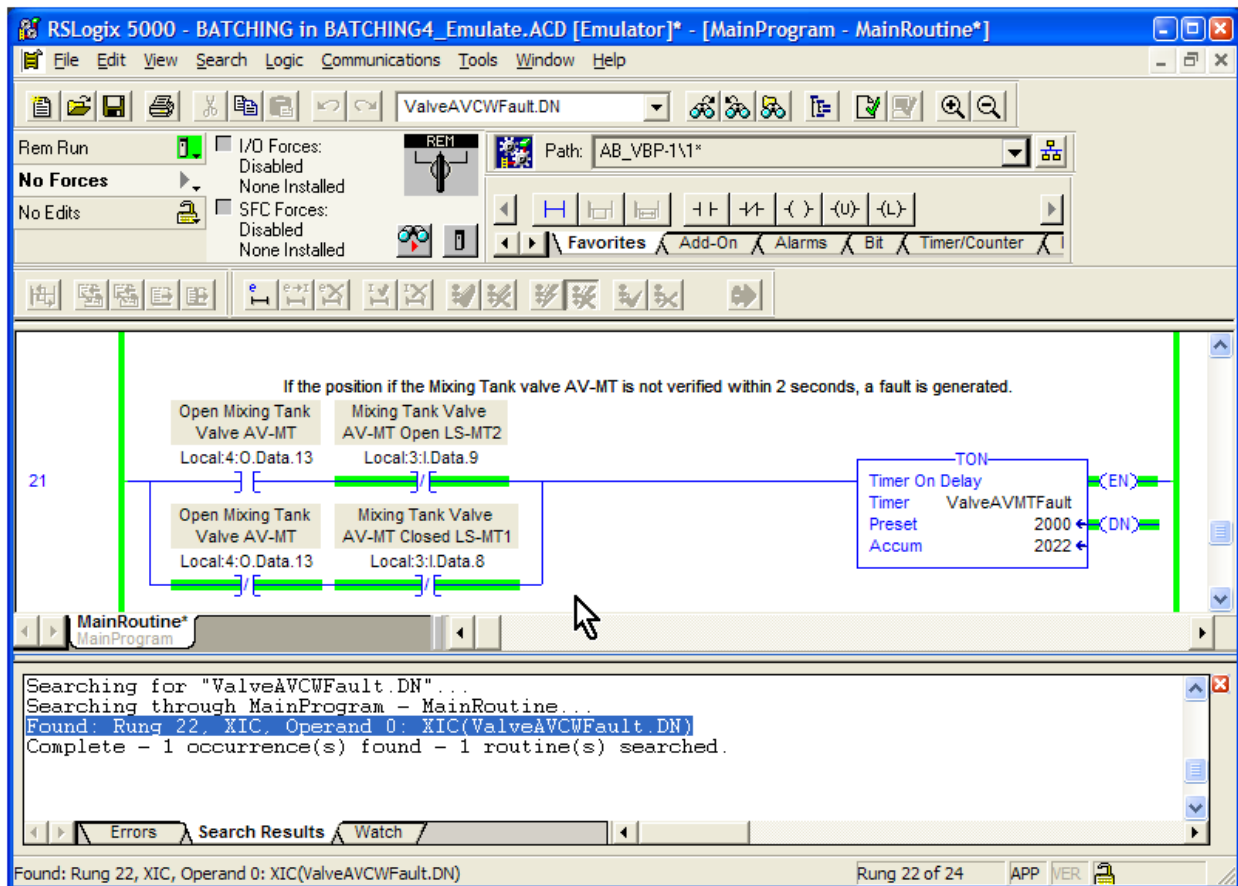 RSLogix 5000 - BATCHING in BATCHING4_Emulate.ACD [Emulator]* - [MainProgram - MainRoutine*]
File Edit View Search Logic Communications Tools Window Help
ValveAVCWFault.DN
Rem Run
No Forces
No Edits
I/O Forces:
Disabled
None Installed
SFC Forces:
Disabled
None Installed
REM
Path: AB_VBP-1\1*
Favorites Add-On Alarms Bit Timer/Counter
If the position if the Mixing Tank valve AV-MT is not verified within 2 seconds, a fault is generated.
21
Open Mixing Tank
Valve AV-MT
Local:4:O.Data.13
Mixing Tank Valve
AV-MT Open LS-MT2
Local:3:I.Data.9
Open Mixing Tank
Valve AV-MT
Local:4:O.Data.13
Mixing Tank Valve
AV-MT Closed LS-MT1
Local:3:I.Data.8
TON
Timer On Delay
Timer ValveAVMTFault
Preset 2000
Accum 2022
EN
DN
MainRoutine*
MainProgram
Searching for "ValveAVCWFault.DN"...
Searching through MainProgram - MainRoutine...
Found: Rung 22, XIC, Operand 0: XIC(ValveAVCWFault.DN)
Complete - 1 occurrence(s) found - 1 routine(s) searched.
Errors Search Results Watch
Found: Rung 22, XIC, Operand 0: XIC(ValveAVCWFault.DN)
Rung 22 of 24 APP VER